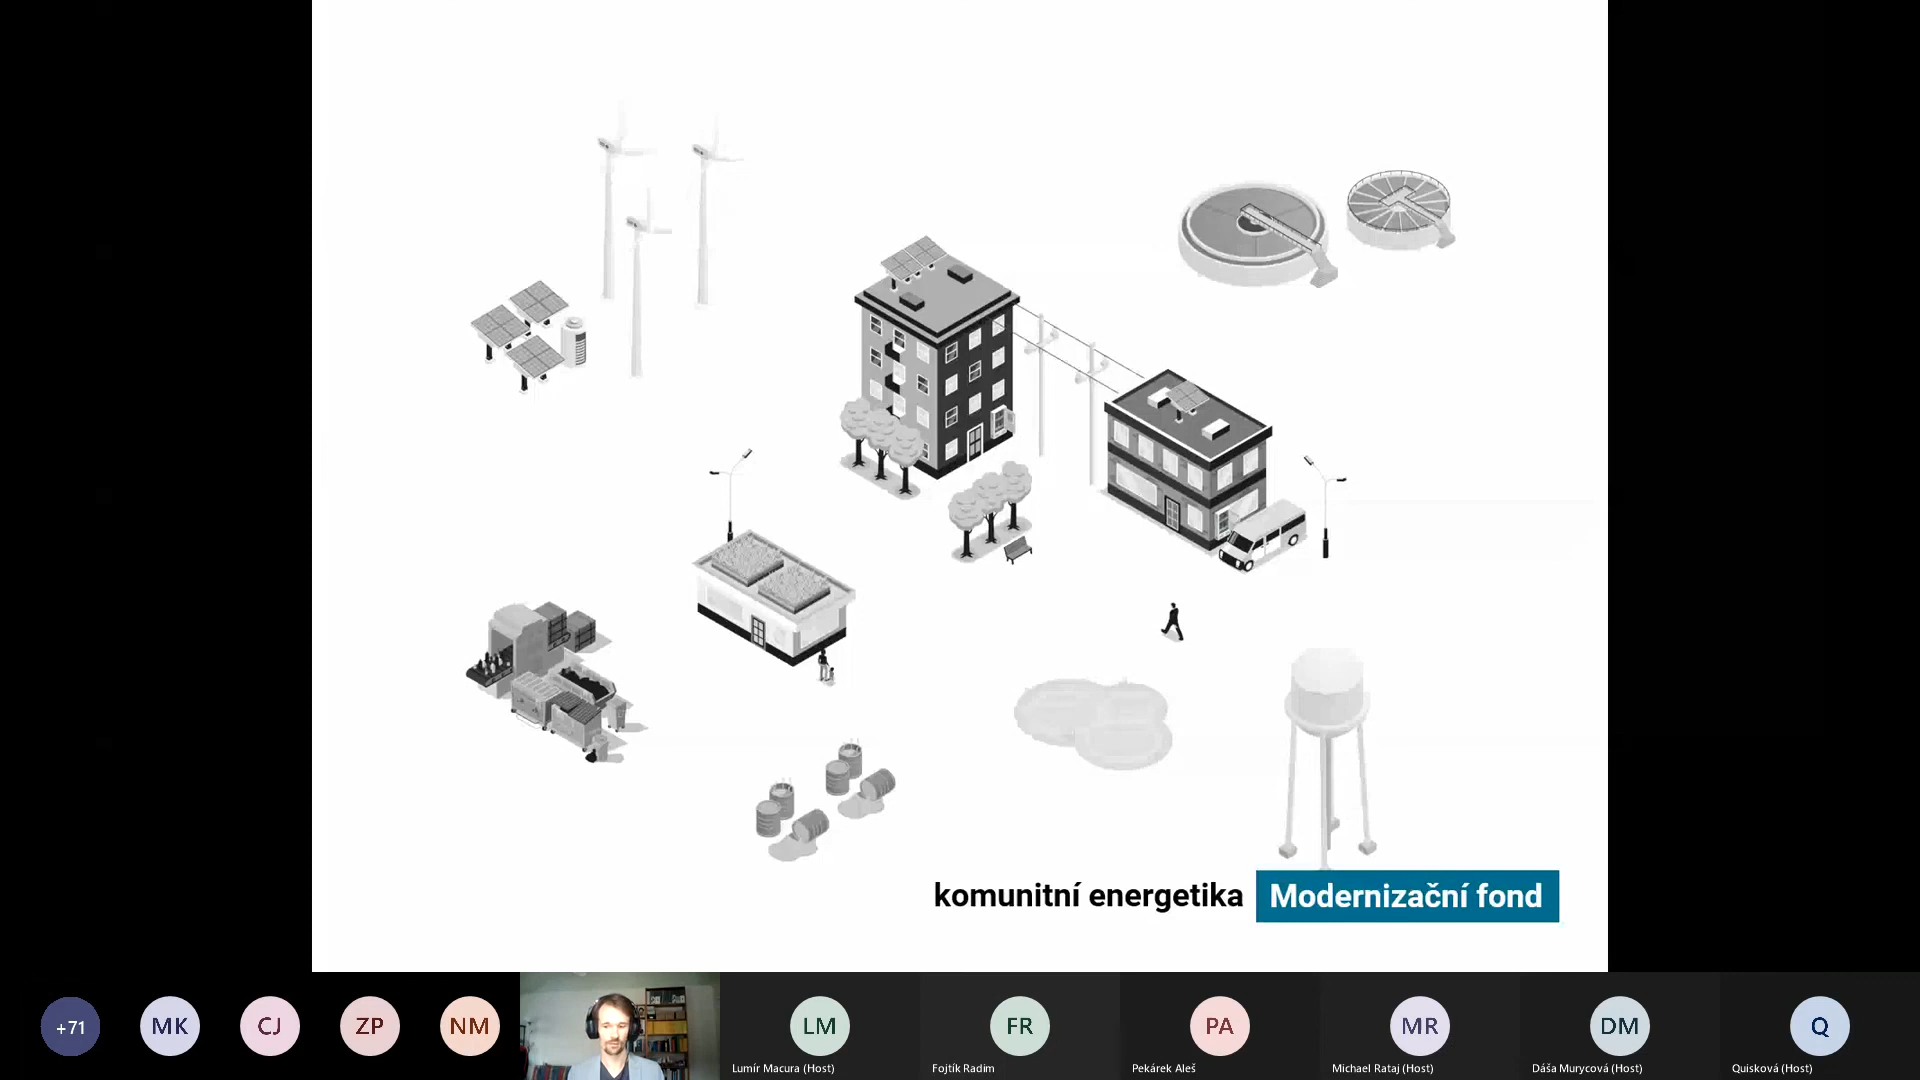 komunitní energetika Modernizační fond
+71 MK CJ ZP NM LM FR PA MR DM Q
Lumír Macura (Host) Fojtík Radim Pekárek Aleš Michael Rataj (Host) Dáša Murycová (Host) Quisková (Host)